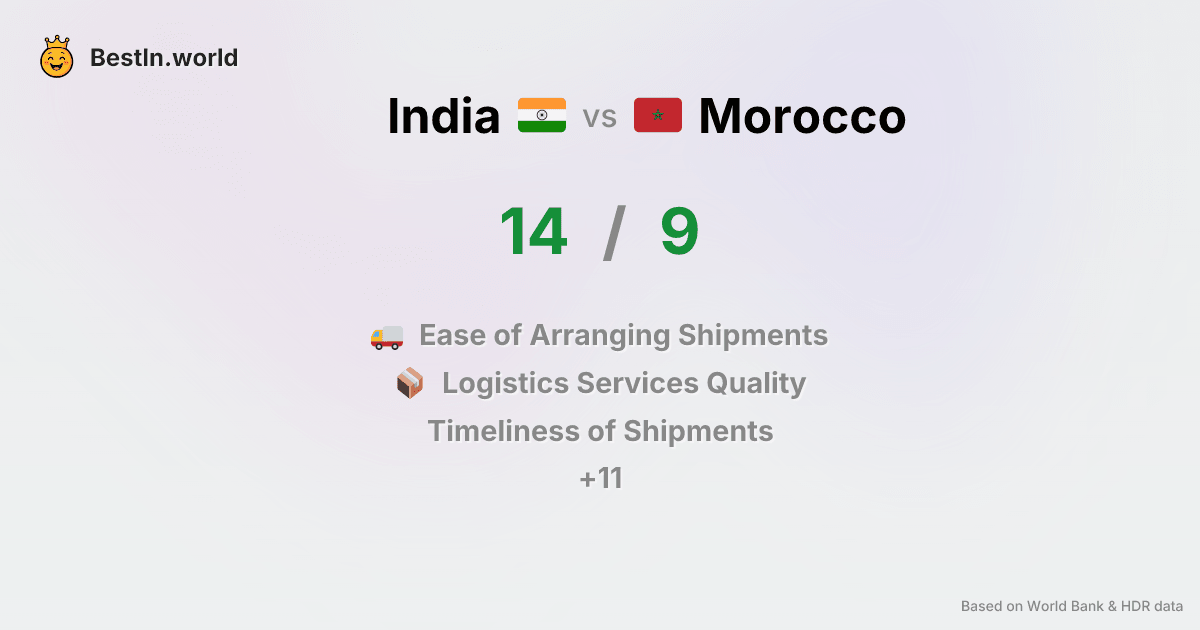 BestIn.world
India vs Morocco
14 / 9
Ease of Arranging Shipments
Logistics Services Quality
Timeliness of Shipments
+11
Based on World Bank & HDR data